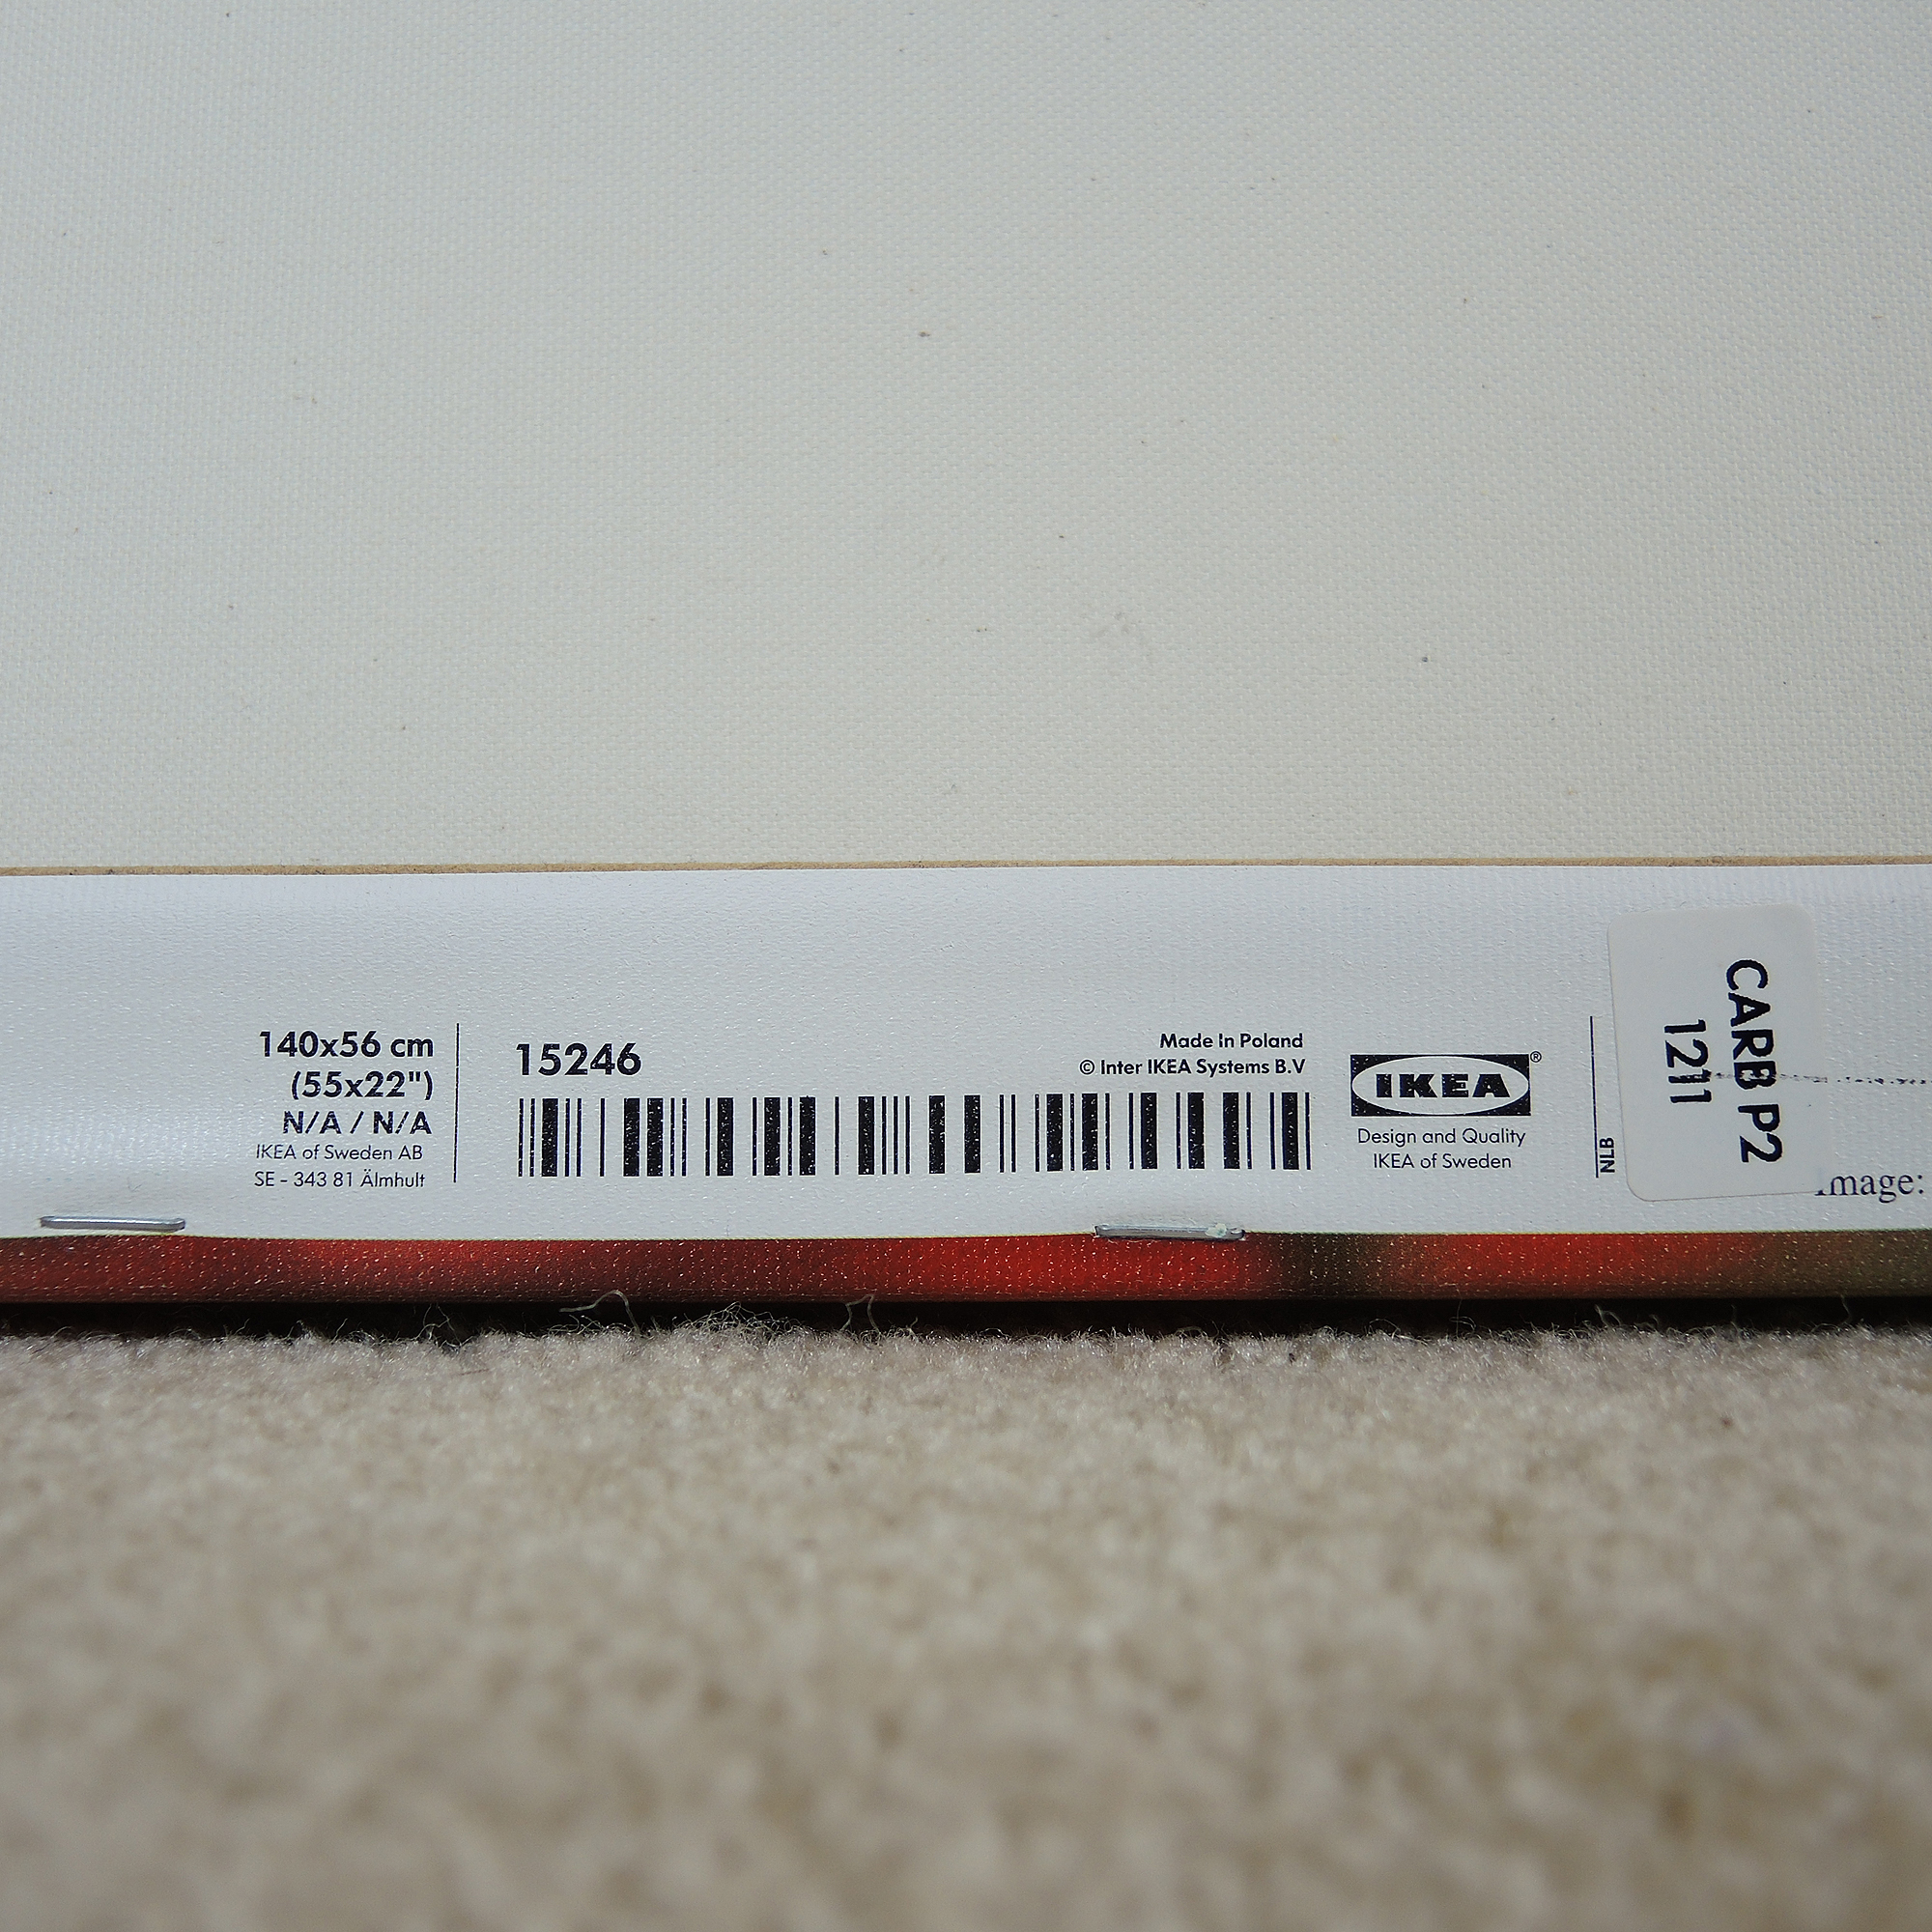 140x56 cm
(55x22")
N/A / N/A
IKEA of Sweden AB
SE - 343 81 Älmhult
15246
Made In Poland
© Inter IKEA Systems B.V
IKEA®
Design and Quality
IKEA of Sweden
NLB
CARB P2
1211
Image: